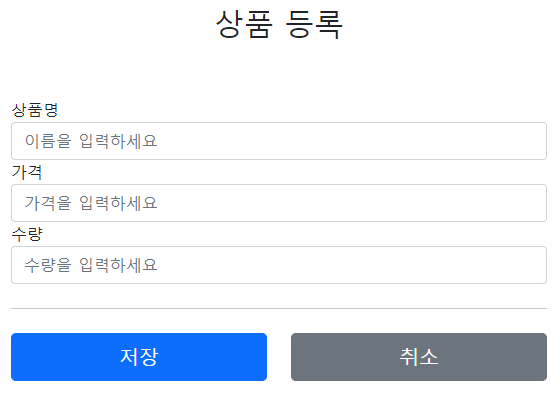 상품 등록
상품명
이름을 입력하세요
가격
가격을 입력하세요
수량
수량을 입력하세요
저장 취소